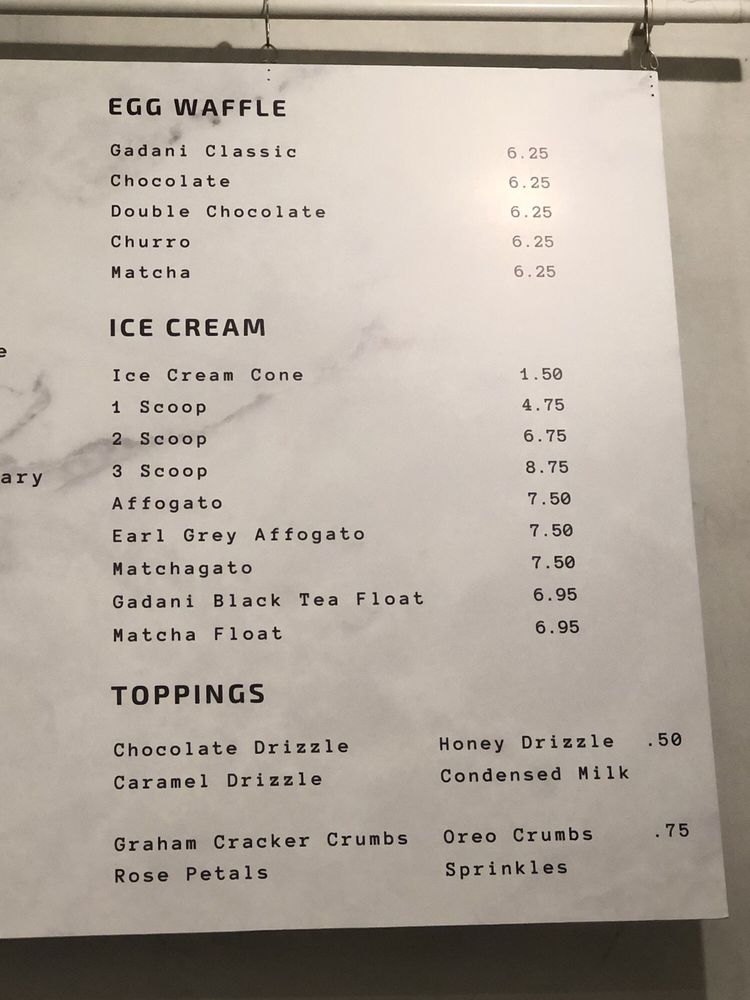 EGG WAFFLE
Gadani Classic 6.25
Chocolate 6.25
Double Chocolate 6.25
Churro 6.25
Matcha 6.25
ICE CREAM
e
Ice Cream Cone 1.50
1 Scoop 4.75
2 Scoop 6.75
3 Scoop 8.75
ary
Affogato 7.50
Earl Grey Affogato 7.50
Matchagato 7.50
Gadani Black Tea Float 6.95
Matcha Float 6.95
TOPPINGS
Chocolate Drizzle Honey Drizzle .50
Caramel Drizzle Condensed Milk
Graham Cracker Crumbs Oreo Crumbs .75
Rose Petals Sprinkles